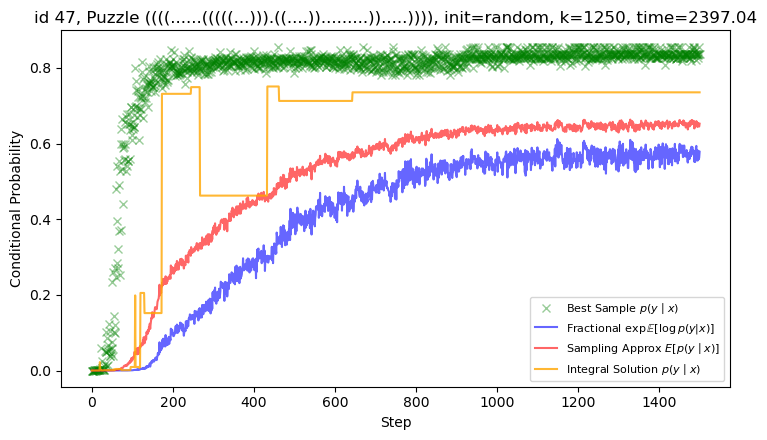 id 47, Puzzle ((((......(((((...))).((....)).........)).....)))), init=random, k=1250, time=2397.04
Conditional Probability
0.8
0.6
0.4
0.2
0.0
Best Sample p(y | x)
Fractional exp𝔼[log p(y|x)]
Sampling Approx E[p(y | x)]
Integral Solution p(y | x)
0 200 400 600 800 1000 1200 1400
Step